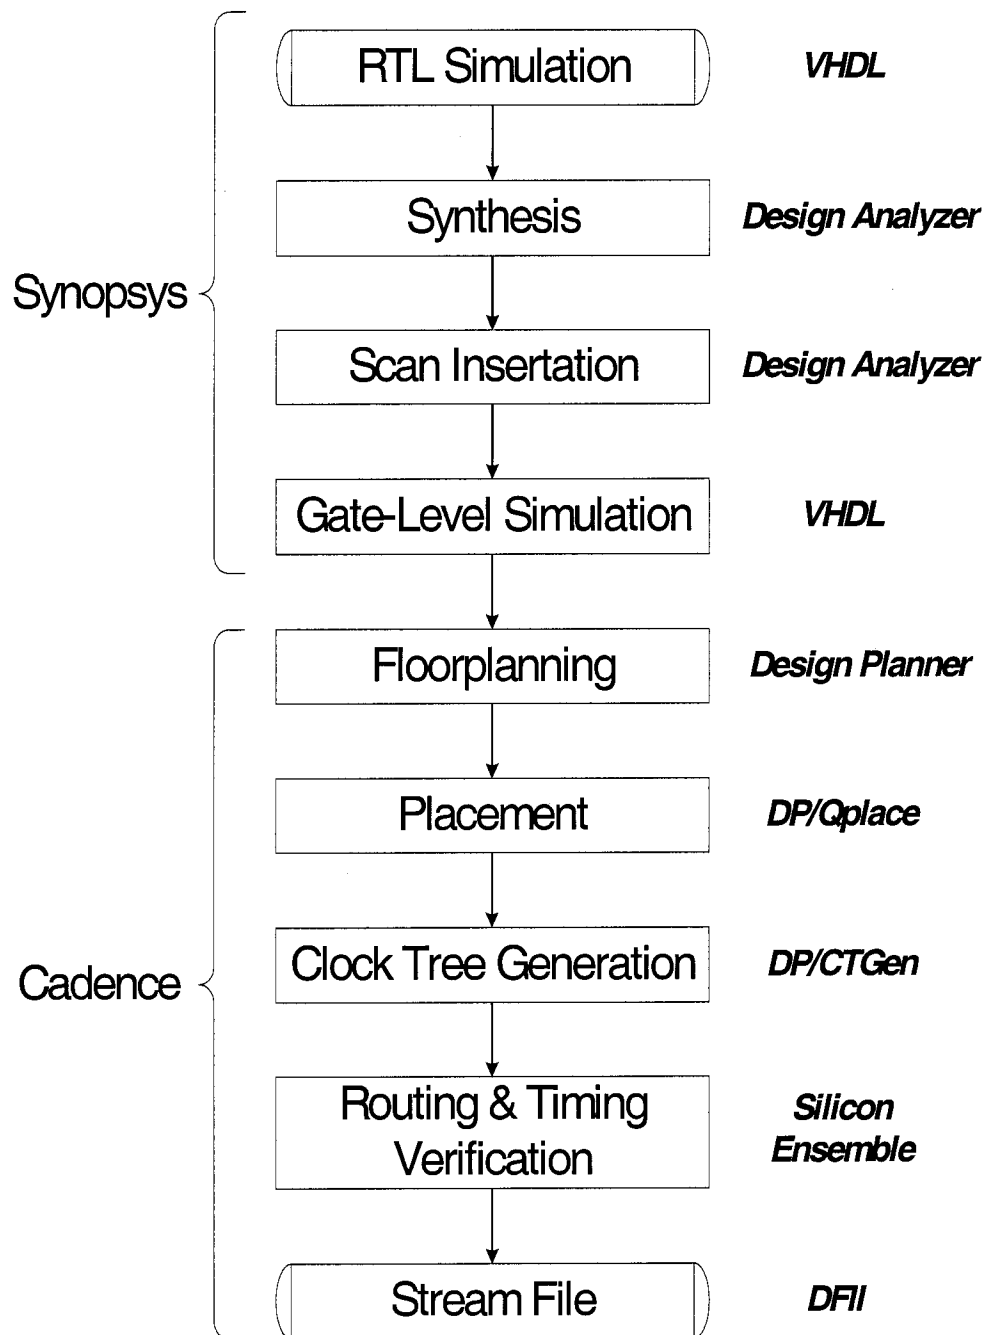 RTL Simulation
VHDL
Synthesis
Design Analyzer
Synopsys
Scan Insertation
Design Analyzer
Gate-Level Simulation
VHDL
Floorplanning
Design Planner
Placement
DP/Qplace
Clock Tree Generation
DP/CTGen
Cadence
Routing & Timing
Verification
Silicon
Ensemble
Stream File
DFII